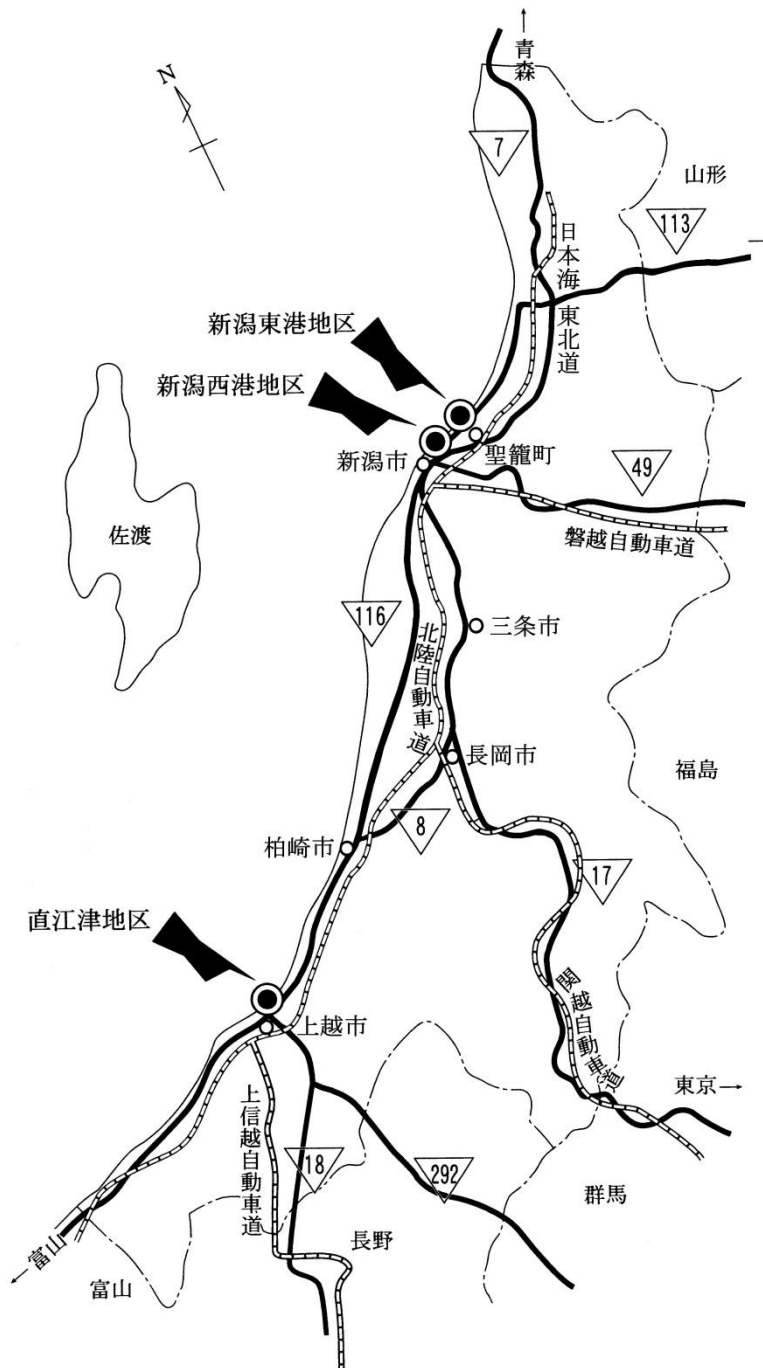 青森
N
7
山形
113
日本海東北道
新潟東港地区
新潟西港地区
新潟市
聖籠町
49
磐越自動車道
佐渡
116
三条市
北陸自動車道
長岡市
福島
8
柏崎市
17
直江津地区
関越自動車道
上越市
東京
上信越自動車道
18
292
群馬
長野
富山
富山